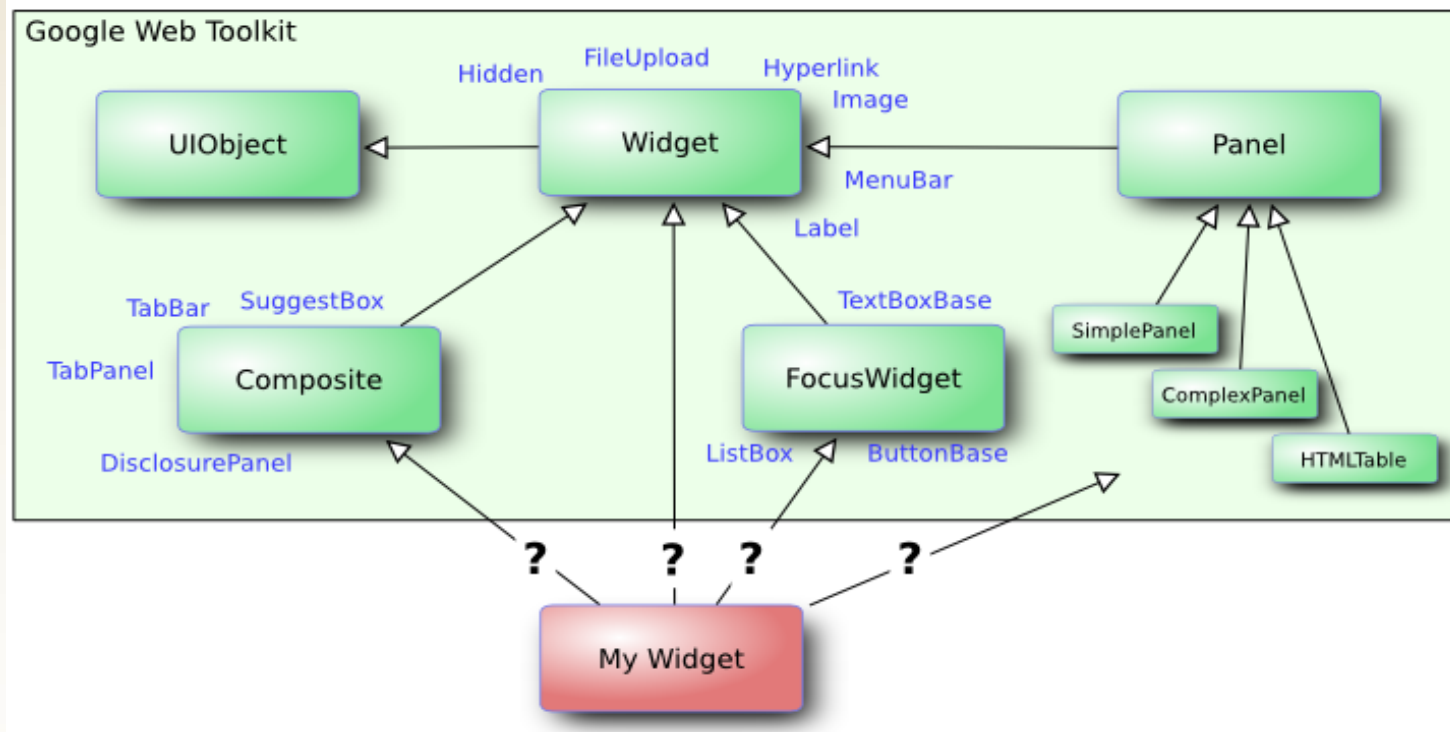 Google Web Toolkit
FileUpload
Hidden
Hyperlink
Image
UIObject
Widget
Panel
MenuBar
Label
TabBar
SuggestBox
TextBoxBase
SimplePanel
TabPanel
Composite
FocusWidget
ComplexPanel
DisclosurePanel
ListBox
ButtonBase
HTMLTable
? ? ? ?
My Widget